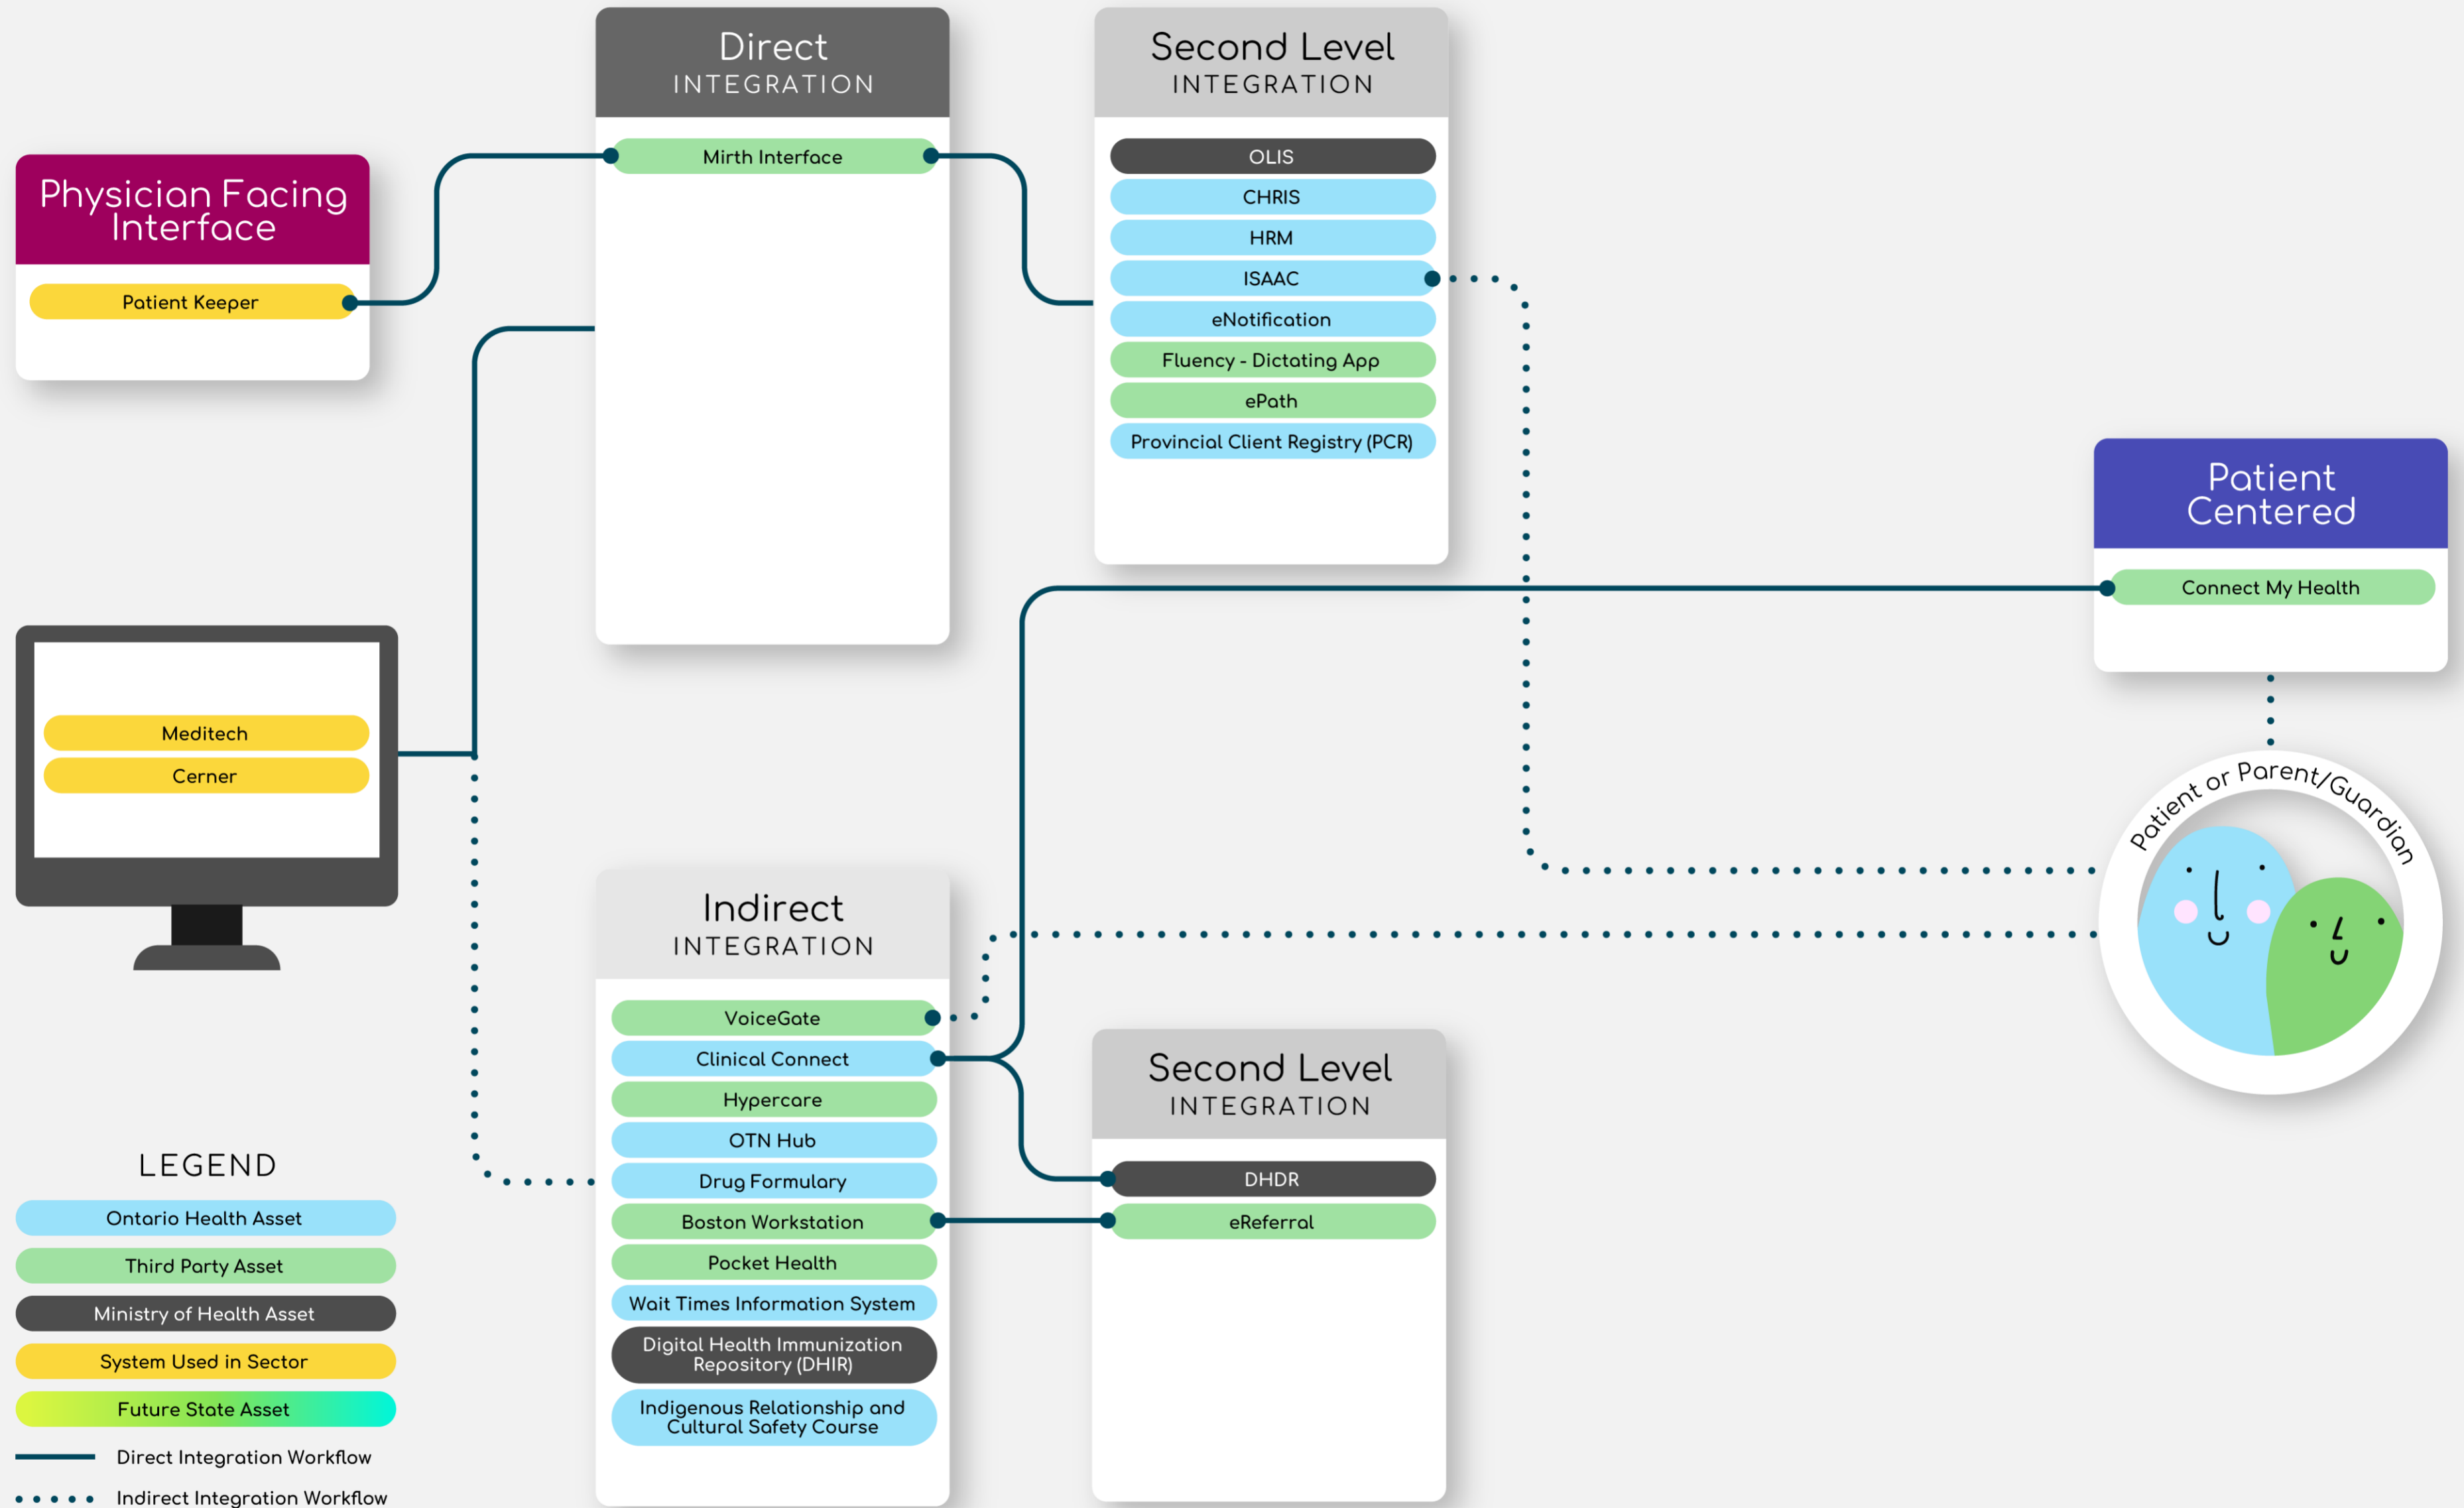 Physician Facing
Interface
Patient Keeper
Meditech
Cerner
Direct
INTEGRATION
Mirth Interface
Second Level
INTEGRATION
OLIS
CHRIS
HRM
ISAAC
eNotification
Fluency - Dictating App
ePath
Provincial Client Registry (PCR)
Patient
Centered
Connect My Health
Patient or Parent/Guardian
Indirect
INTEGRATION
VoiceGate
Clinical Connect
Hypercare
OTN Hub
Drug Formulary
Boston Workstation
Pocket Health
Wait Times Information System
Digital Health Immunization
Repository (DHIR)
Indigenous Relationship and
Cultural Safety Course
Second Level
INTEGRATION
DHDR
eReferral
LEGEND
Ontario Health Asset
Third Party Asset
Ministry of Health Asset
System Used in Sector
Future State Asset
Direct Integration Workflow
Indirect Integration Workflow